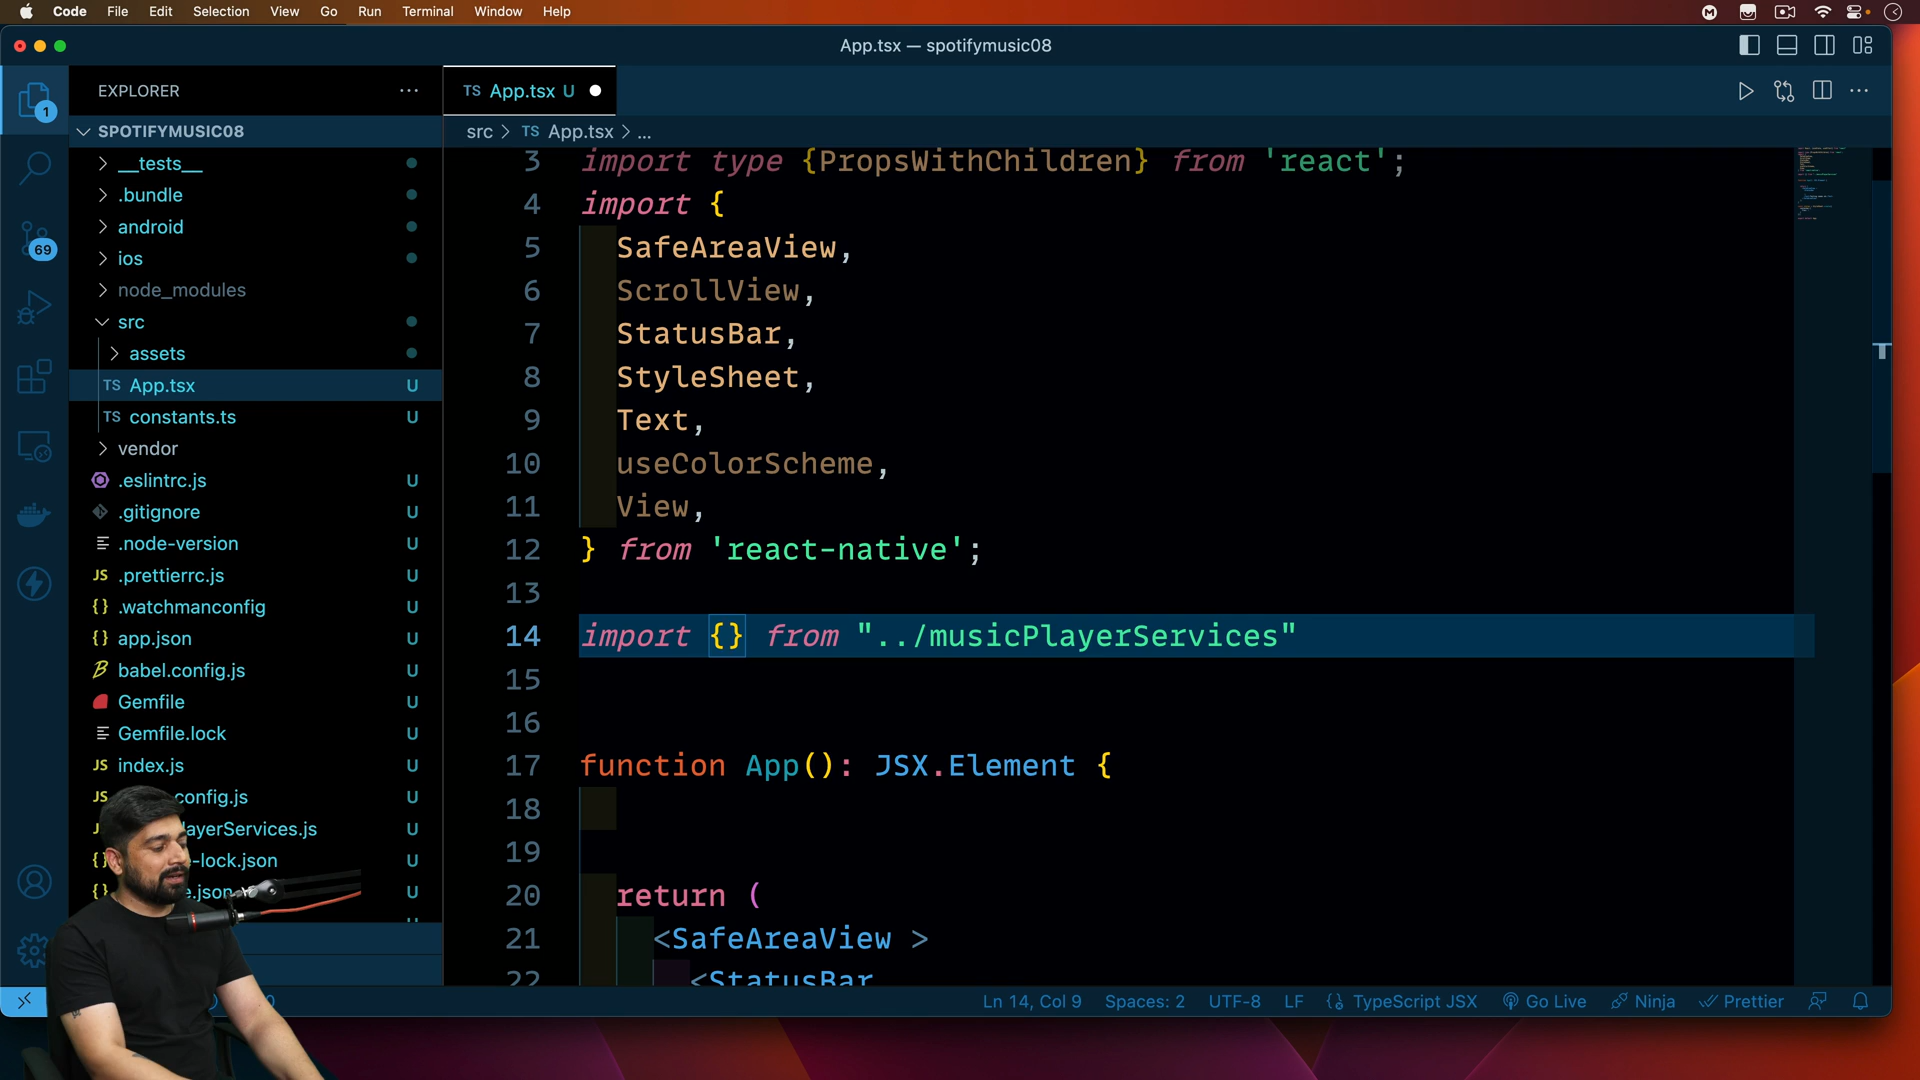 Code File Edit Selection View Go Run Terminal Window Help
App.tsx — spotifymusic08
EXPLORER
TS App.tsx U
1
SPOTIFYMUSIC08
src > TS App.tsx > ...
__tests__
.bundle
android
69
ios
node_modules
src
assets
TS App.tsx U
TS constants.ts U
vendor
.eslintrc.js U
.gitignore U
.node-version U
JS .prettierrc.js U
{} .watchmanconfig U
{} app.json U
babel.config.js U
Gemfile U
Gemfile.lock U
JS index.js U
JS config.js U
layerServices.js U
{} -lock.json U
{} .json U
3 import type {PropsWithChildren} from 'react';
4 import {
5 SafeAreaView,
6 ScrollView,
7 StatusBar,
8 StyleSheet,
9 Text,
10 useColorScheme,
11 View,
12 } from 'react-native';
13
14 import {} from "../musicPlayerServices"
15
16
17 function App(): JSX.Element {
18
19
20 return (
21 <SafeAreaView >
22 <StatusBar
Ln 14, Col 9 Spaces: 2 UTF-8 LF TypeScript JSX Go Live Ninja Prettier